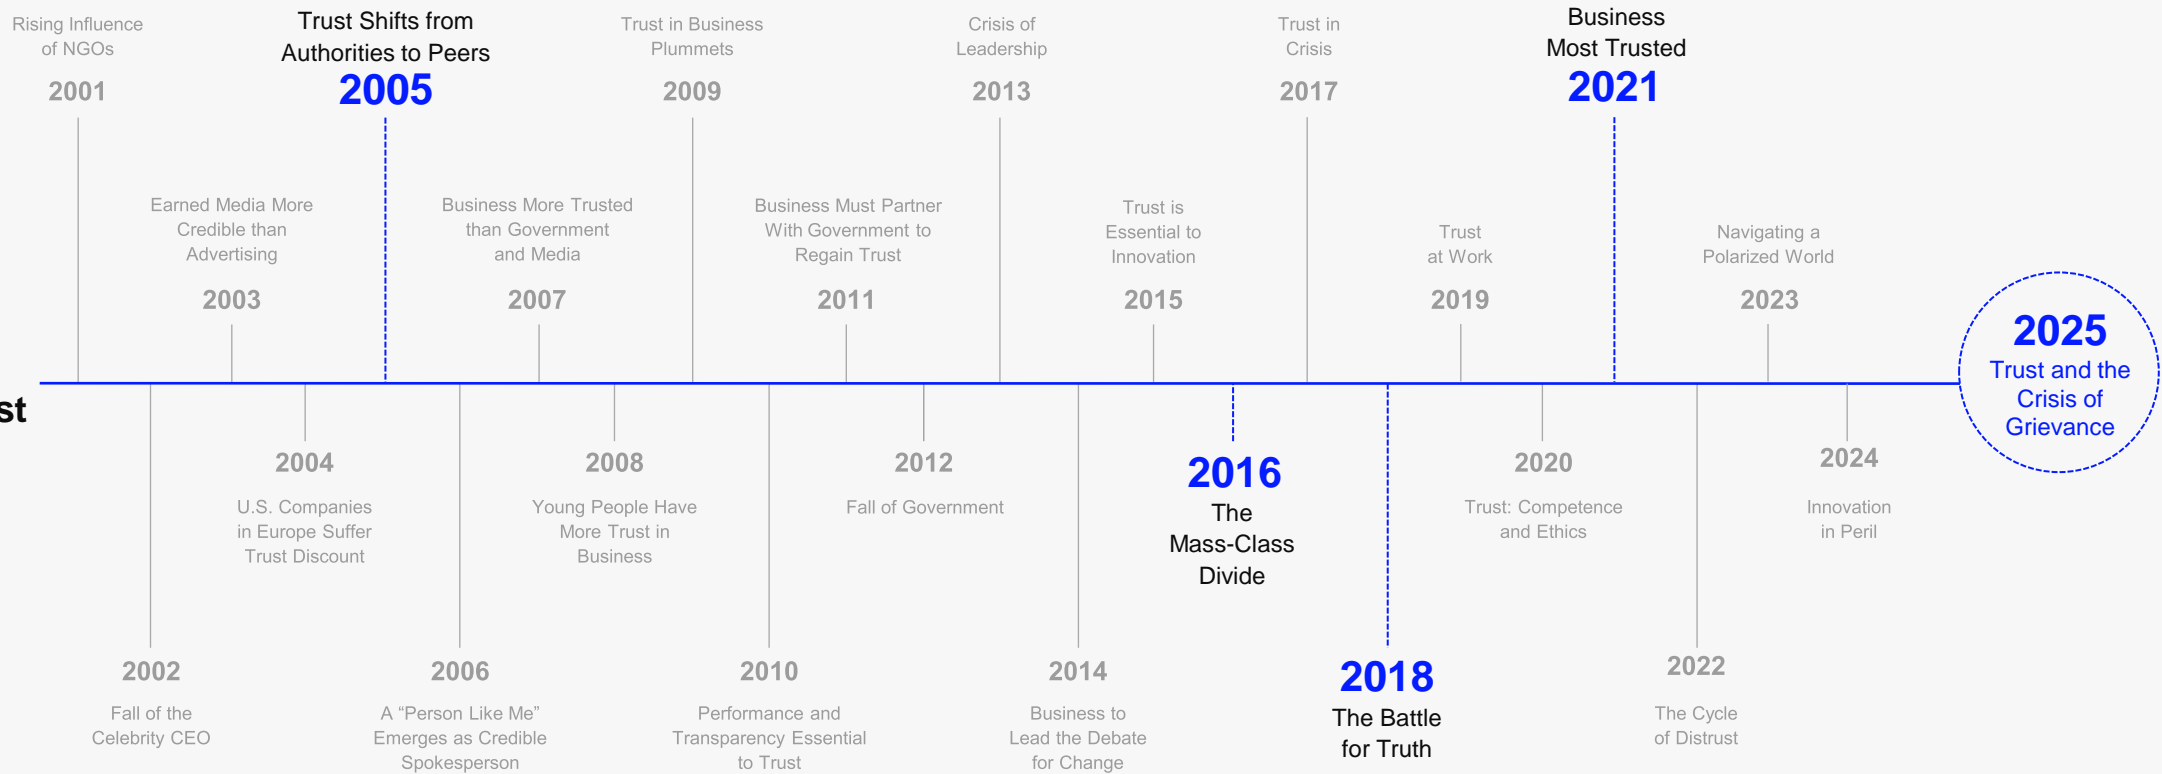 Rising Influence
of NGOs
2001
Trust Shifts from
Authorities to Peers
2005
Trust in Business
Plummets
2009
Crisis of
Leadership
2013
Trust in
Crisis
2017
Business
Most Trusted
2021
Earned Media More
Credible than
Advertising
2003
Business More Trusted
than Government
and Media
2007
Business Must Partner
With Government to
Regain Trust
2011
Trust is
Essential to
Innovation
2015
Trust
at Work
2019
Navigating a
Polarized World
2023
2025
Trust and the
Crisis of
Grievance
st
2004
U.S. Companies
in Europe Suffer
Trust Discount
2008
Young People Have
More Trust in
Business
2012
Fall of Government
2016
The
Mass-Class
Divide
2020
Trust: Competence
and Ethics
2024
Innovation
in Peril
2002
Fall of the
Celebrity CEO
2006
A “Person Like Me”
Emerges as Credible
Spokesperson
2010
Performance and
Transparency Essential
to Trust
2014
Business to
Lead the Debate
for Change
2018
The Battle
for Truth
2022
The Cycle
of Distrust